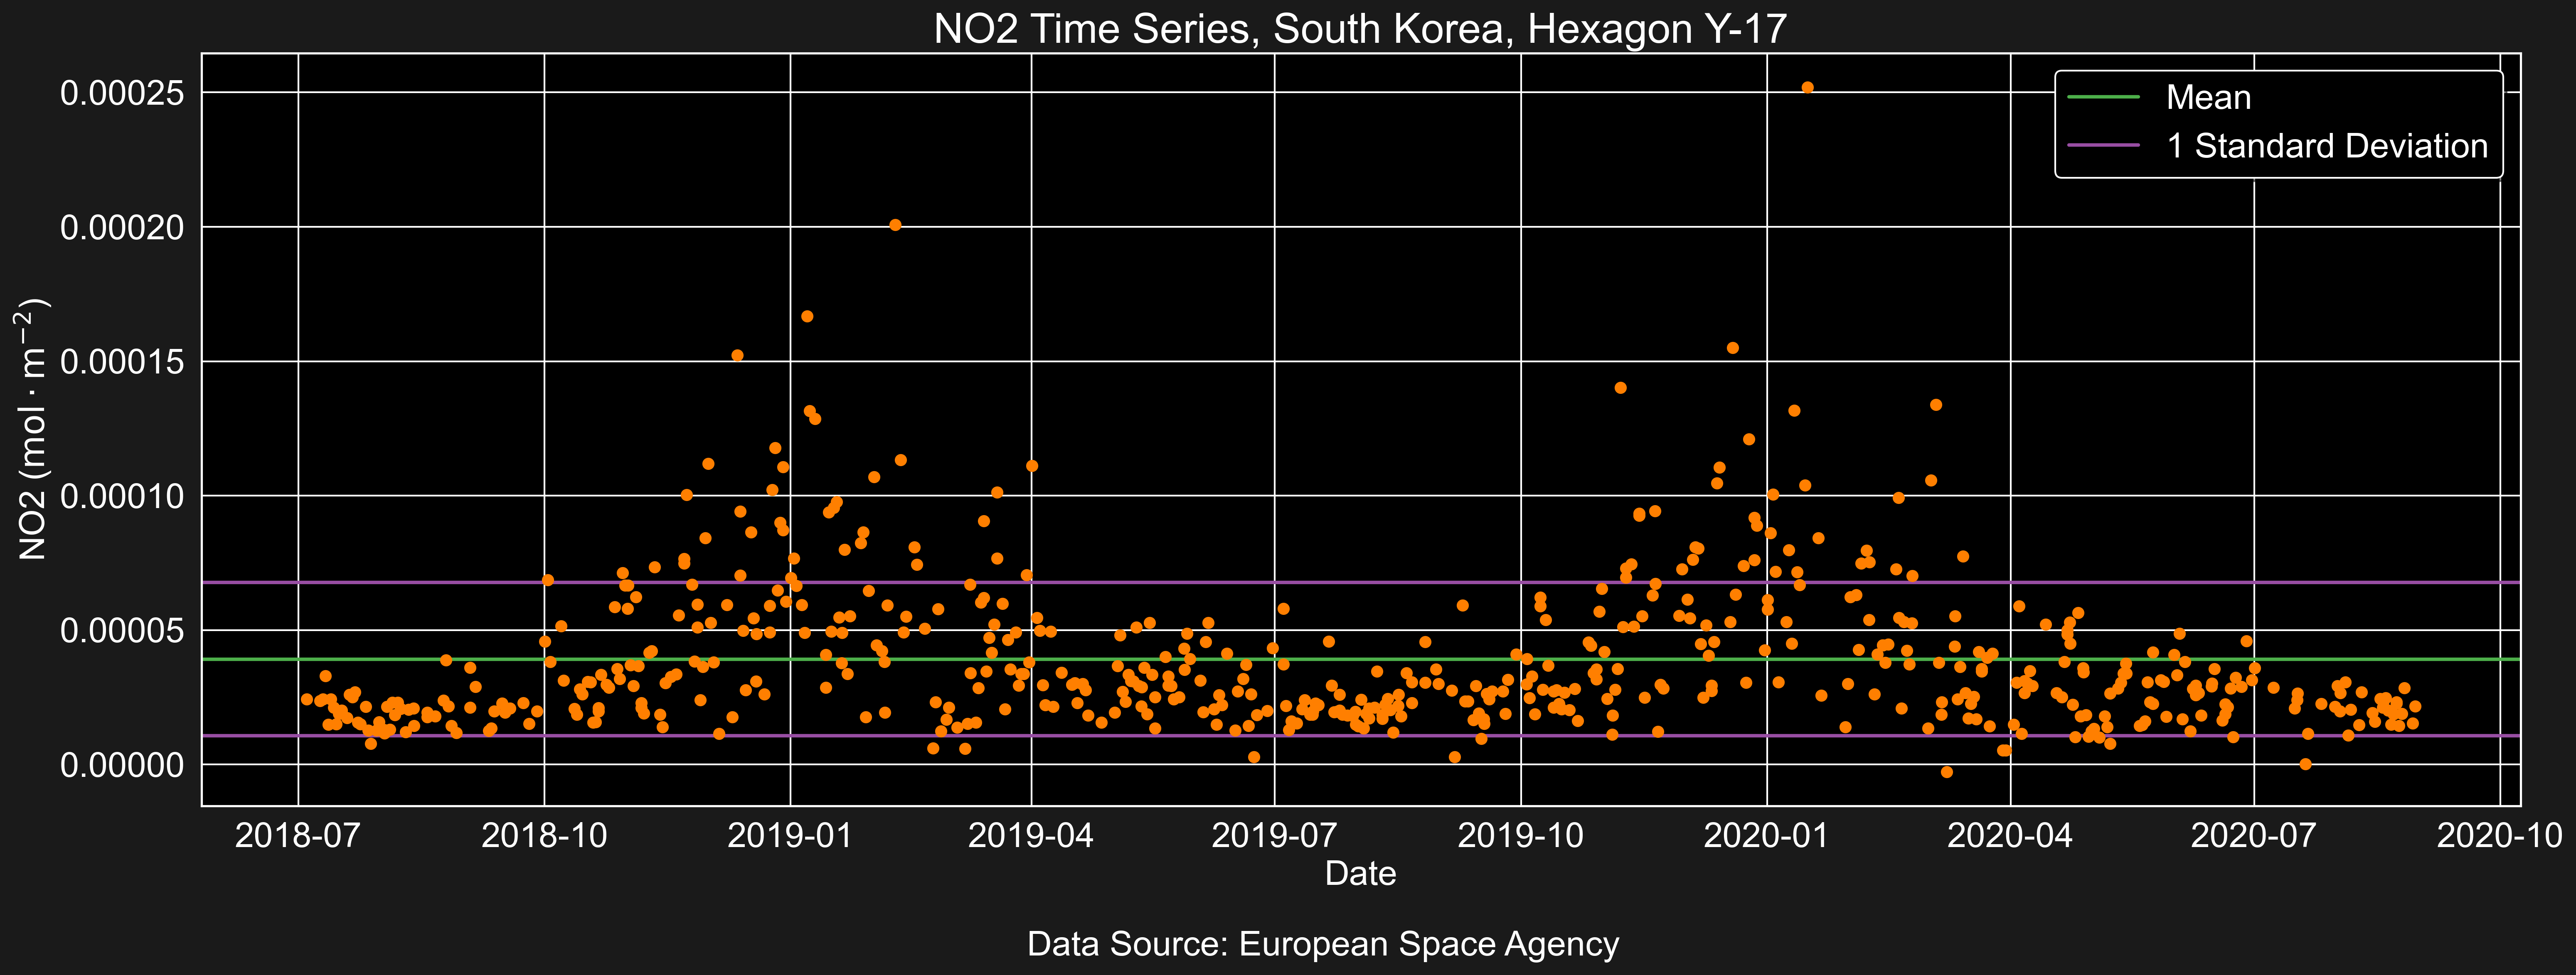 NO2 Time Series, South Korea, Hexagon Y-17
Mean
1 Standard Deviation
NO2 (mol · m⁻²)
0.00025
0.00020
0.00015
0.00010
0.00005
0.00000
2018-07 2018-10 2019-01 2019-04 2019-07 2019-10 2020-01 2020-04 2020-07 2020-10
Date
Data Source: European Space Agency